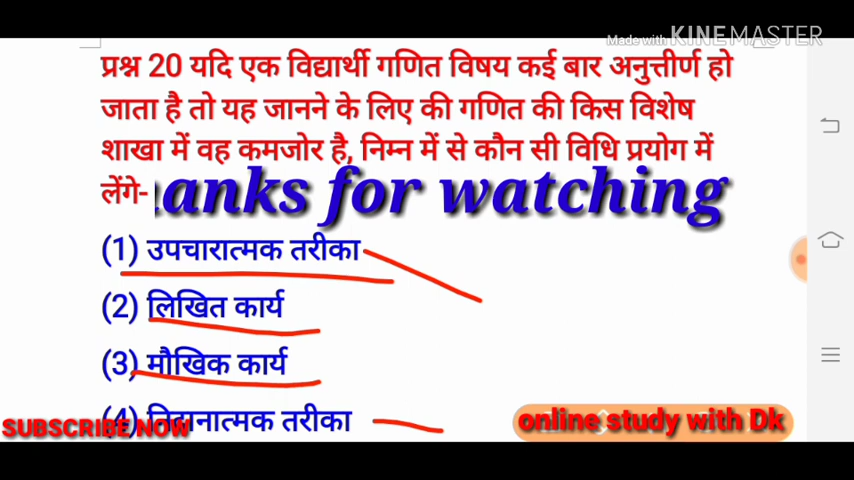 Made with KINEMASTER
प्रश्न 20 यदि एक विद्यार्थी गणित विषय कई बार अनुत्तीर्ण हो
जाता है तो यह जानने के लिए की गणित की किस विशेष
शाखा में वह कमजोर है, निम्न में से कौन सी विधि प्रयोग में
लेंगे-
anks for watching
(1) उपचारात्मक तरीका
(2) लिखित कार्य
(3) मौखिक कार्य
(4) निदानात्मक तरीका
SUBSCRIBE NOW
online study with Dk